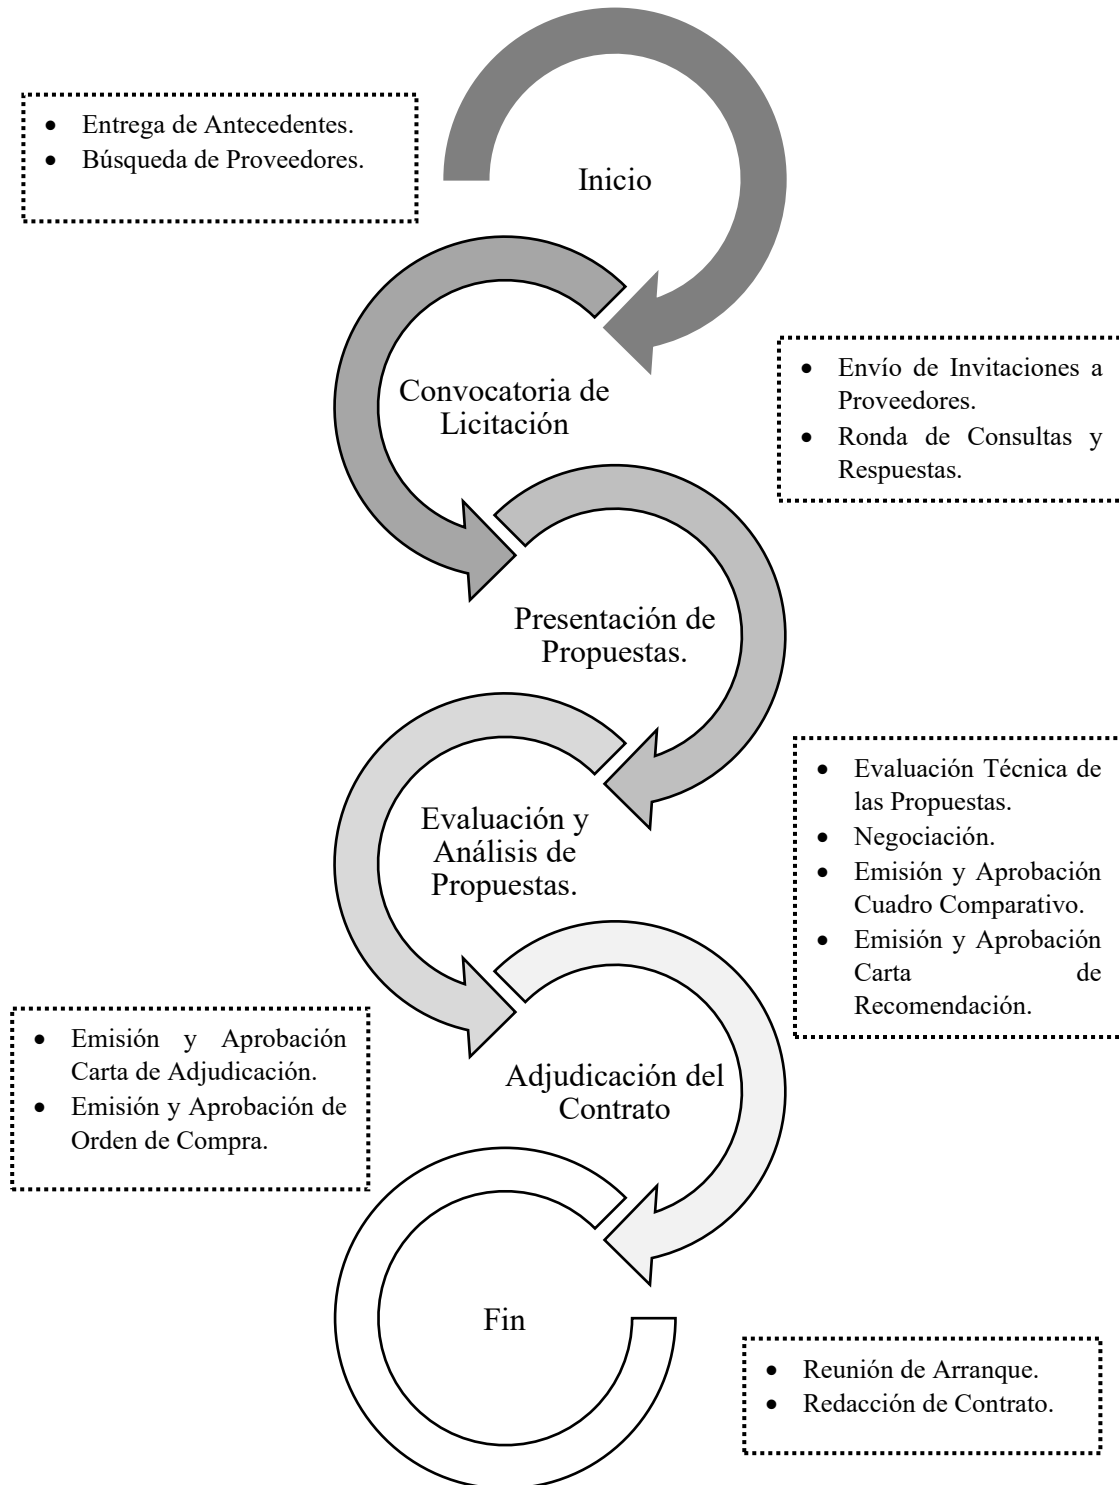 • Entrega de Antecedentes.
• Búsqueda de Proveedores.
Inicio
Convocatoria de
Licitación
• Envío de Invitaciones a
Proveedores.
• Ronda de Consultas y
Respuestas.
Presentación de
Propuestas.
Evaluación y
Análisis de
Propuestas.
• Evaluación Técnica de
las Propuestas.
• Negociación.
• Emisión y Aprobación
Cuadro Comparativo.
• Emisión y Aprobación
Carta de
Recomendación.
• Emisión y Aprobación
Carta de Adjudicación.
• Emisión y Aprobación de
Orden de Compra.
Adjudicación del
Contrato
Fin
• Reunión de Arranque.
• Redacción de Contrato.